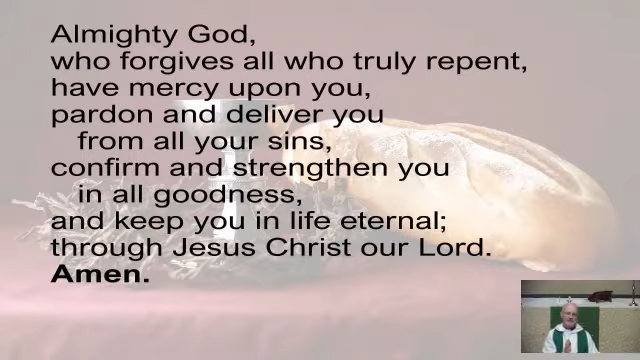 Almighty God,
who forgives all who truly repent,
have mercy upon you,
pardon and deliver you
from all your sins,
confirm and strengthen you
in all goodness,
and keep you in life eternal;
through Jesus Christ our Lord.
Amen.